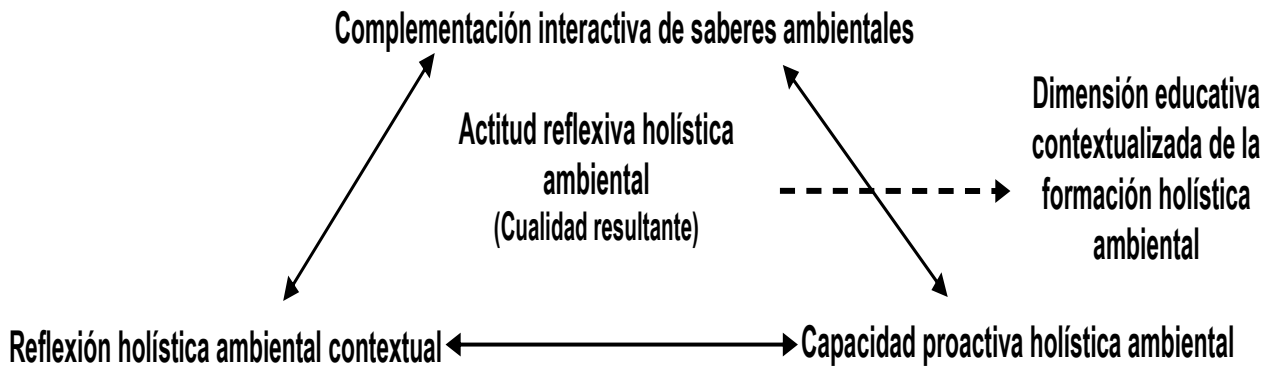 Complementación interactiva de saberes ambientales
Actitud reflexiva holística
ambiental
(Cualidad resultante)
Dimensión educativa
contextualizada de la
formación holística
ambiental
Reflexión holística ambiental contextual
Capacidad proactiva holística ambiental